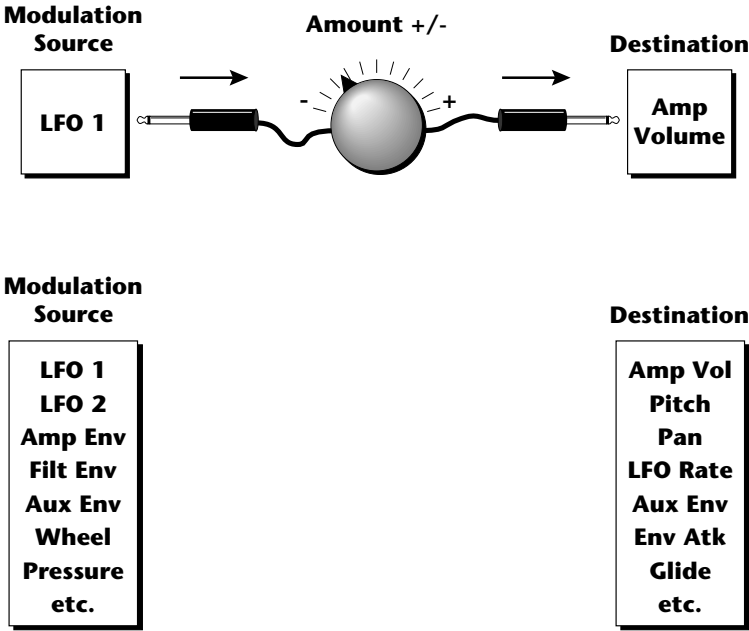 Modulation
Source
Amount +/-
Destination
LFO 1
-
+
Amp
Volume
Modulation
Source
LFO 1
LFO 2
Amp Env
Filt Env
Aux Env
Wheel
Pressure
etc.
Destination
Amp Vol
Pitch
Pan
LFO Rate
Aux Env
Env Atk
Glide
etc.